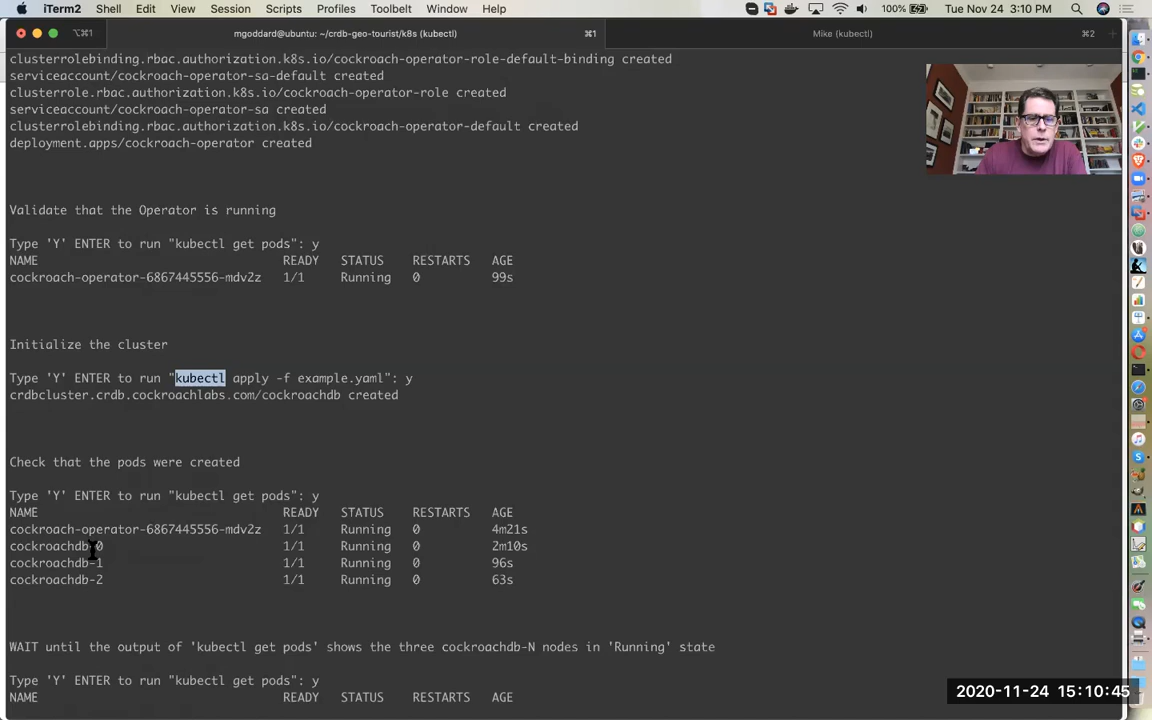 iTerm2 Shell Edit View Session Scripts Profiles Toolbelt Window Help 100% Tue Nov 24 3:10 PM
⌥⌘1 mgoddard@ubuntu: ~/crdb-geo-tourist/k8s (kubectl) ⌘1 Mike (kubectl) ⌘2
clusterrolebinding.rbac.authorization.k8s.io/cockroach-operator-role-default-binding created
serviceaccount/cockroach-operator-sa-default created
clusterrole.rbac.authorization.k8s.io/cockroach-operator-role created
serviceaccount/cockroach-operator-sa created
clusterrolebinding.rbac.authorization.k8s.io/cockroach-operator-default created
deployment.apps/cockroach-operator created
Validate that the Operator is running
Type 'Y' ENTER to run "kubectl get pods": y
NAME READY STATUS RESTARTS AGE
cockroach-operator-6867445556-mdv2z 1/1 Running 0 99s
Initialize the cluster
Type 'Y' ENTER to run "kubectl apply -f example.yaml": y
crdbcluster.crdb.cockroachlabs.com/cockroachdb created
Check that the pods were created
Type 'Y' ENTER to run "kubectl get pods": y
NAME READY STATUS RESTARTS AGE
cockroach-operator-6867445556-mdv2z 1/1 Running 0 4m21s
cockroachdb-0 1/1 Running 0 2m10s
cockroachdb-1 1/1 Running 0 96s
cockroachdb-2 1/1 Running 0 63s
WAIT until the output of 'kubectl get pods' shows the three cockroachdb-N nodes in 'Running' state
Type 'Y' ENTER to run "kubectl get pods": y
NAME READY STATUS RESTARTS AGE
2020-11-24 15:10:45